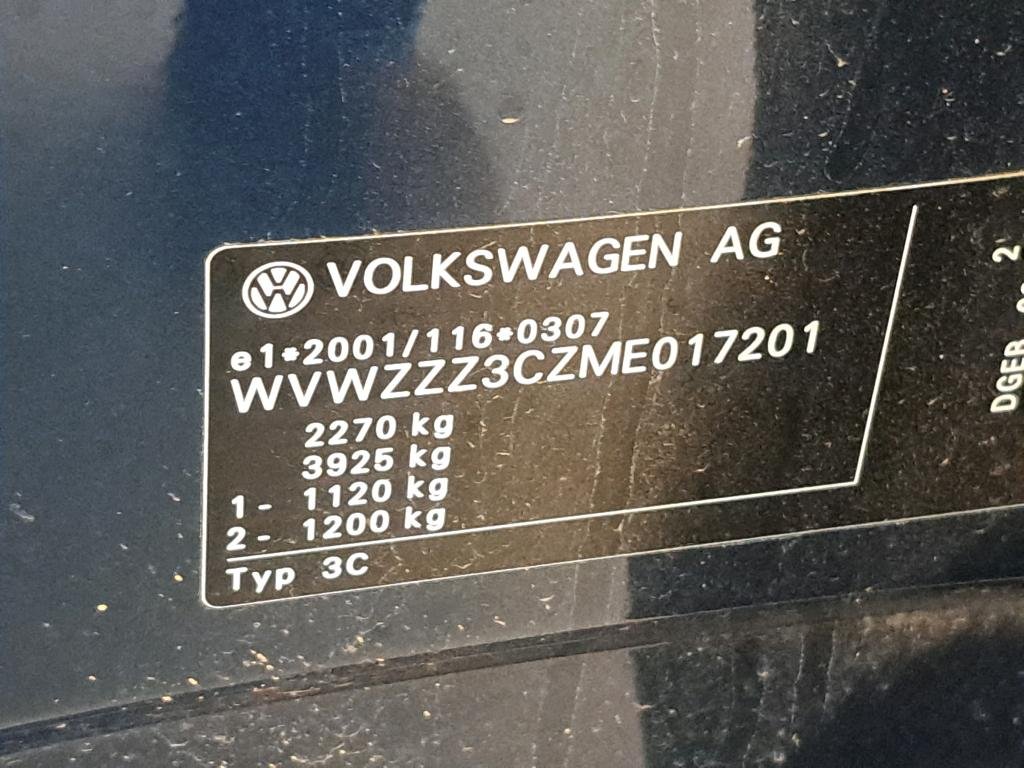 VOLKSWAGEN AG
e1*2001/116*0307
WVWZZZ3CZME017201
2270 kg
3925 kg
1- 1120 kg
2- 1200 kg
Typ 3C
DGEB